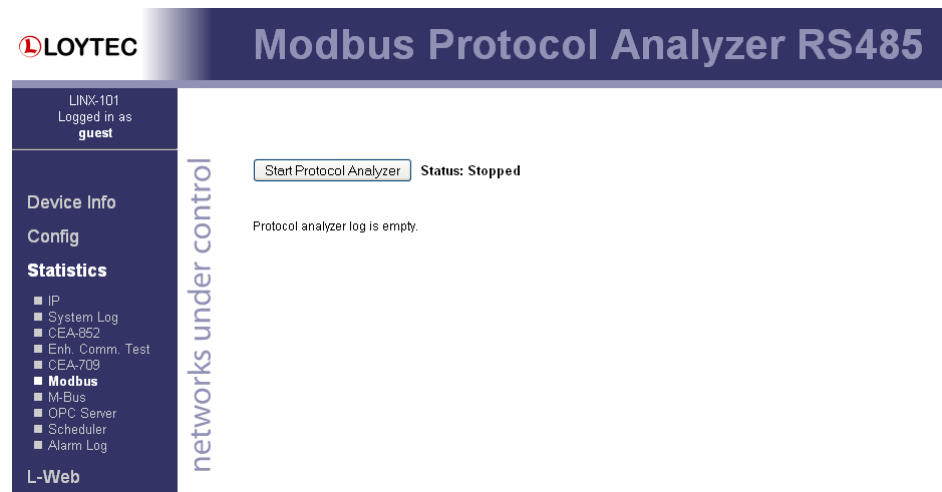 LOYTEC
Modbus Protocol Analyzer RS485
LINX-101
Logged in as
guest
Device Info
Config
Statistics
IP
System Log
CEA-852
Enh. Comm. Test
CEA-709
Modbus
M-Bus
OPC Server
Scheduler
Alarm Log
L-Web
networks under control
Start Protocol Analyzer Status: Stopped
Protocol analyzer log is empty.